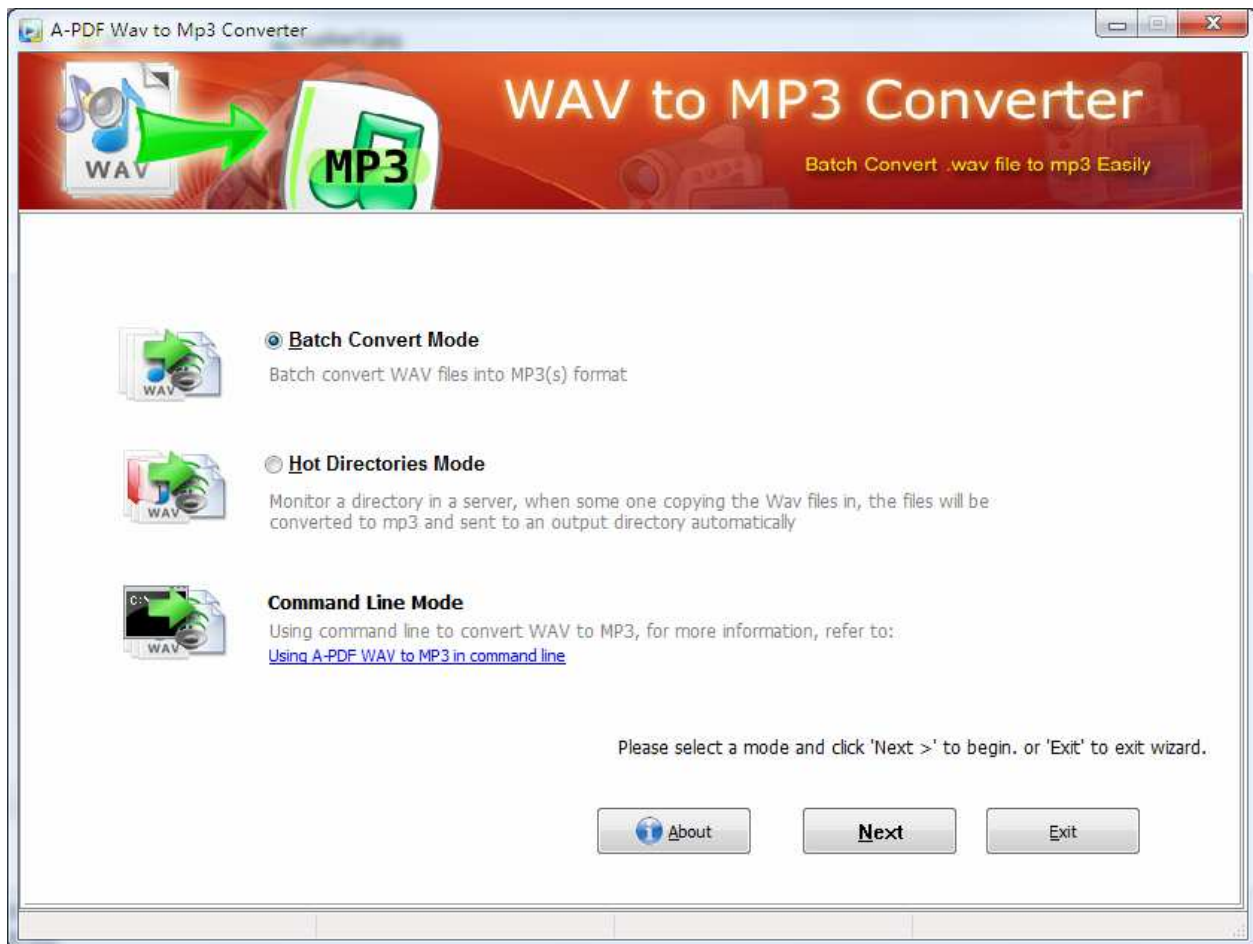 A-PDF Wav to Mp3 Converter
WAV to MP3 Converter
Batch Convert .wav file to mp3 Easily
WAV
MP3
Batch Convert Mode
Batch convert WAV files into MP3(s) format
WAV
Hot Directories Mode
Monitor a directory in a server, when some one copying the Wav files in, the files will be
converted to mp3 and sent to an output directory automatically
WAV
Command Line Mode
Using command line to convert WAV to MP3, for more information, refer to:
Using A-PDF WAV to MP3 in command line
C:\
WAV
Please select a mode and click 'Next >' to begin. or 'Exit' to exit wizard.
About
Next
Exit